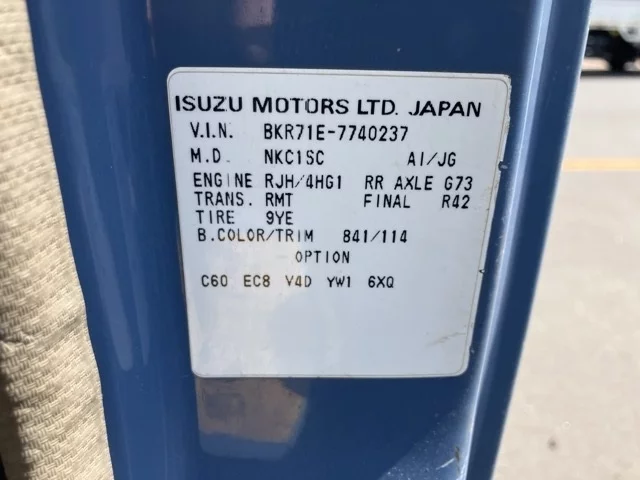 ISUZU MOTORS LTD. JAPAN
V.I.N. BKR71E-7740237
M.D. NKC1SC AI/JG
ENGINE RJH/4HG1 RR AXLE G73
TRANS. RMT FINAL R42
TIRE 9YE
B.COLOR/TRIM 841/114
OPTION
C60 EC8 V4D YW1 6XQ